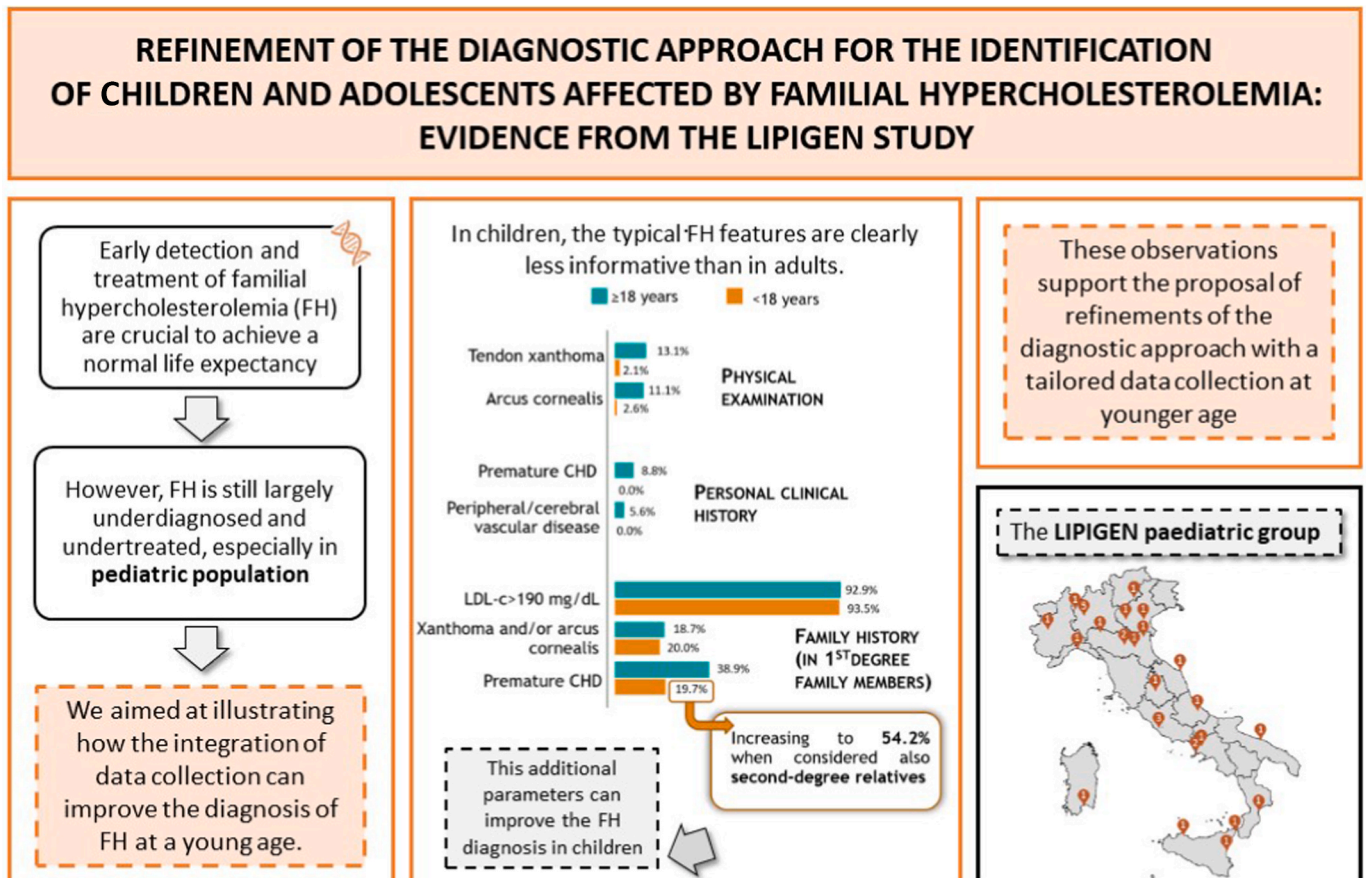 REFINEMENT OF THE DIAGNOSTIC APPROACH FOR THE IDENTIFICATION
OF CHILDREN AND ADOLESCENTS AFFECTED BY FAMILIAL HYPERCHOLESTEROLEMIA:
EVIDENCE FROM THE LIPIGEN STUDY
Early detection and
treatment of familial
hypercholesterolemia (FH)
are crucial to achieve a
normal life expectancy
However, FH is still largely
underdiagnosed and
undertreated, especially in
pediatric population
We aimed at illustrating
how the integration of
data collection can
improve the diagnosis of
FH at a young age.
In children, the typical FH features are clearly
less informative than in adults.
≥18 years
<18 years
Tendon xanthoma
13.1%
2.1%
Arcus cornealis
11.1%
2.6%
PHYSICAL
EXAMINATION
Premature CHD
8.8%
0.0%
Peripheral/cerebral
vascular disease
5.6%
0.0%
PERSONAL CLINICAL
HISTORY
LDL-c>190 mg/dL
92.9%
93.5%
Xanthoma and/or arcus
cornealis
18.7%
20.0%
Premature CHD
38.9%
19.7%
FAMILY HISTORY
(IN 1STDEGREE
FAMILY MEMBERS)
Increasing to 54.2%
when considered also
second-degree relatives
This additional
parameters can
improve the FH
diagnosis in children
These observations
support the proposal of
refinements of the
diagnostic approach with a
tailored data collection at
younger age
The LIPIGEN paediatric group